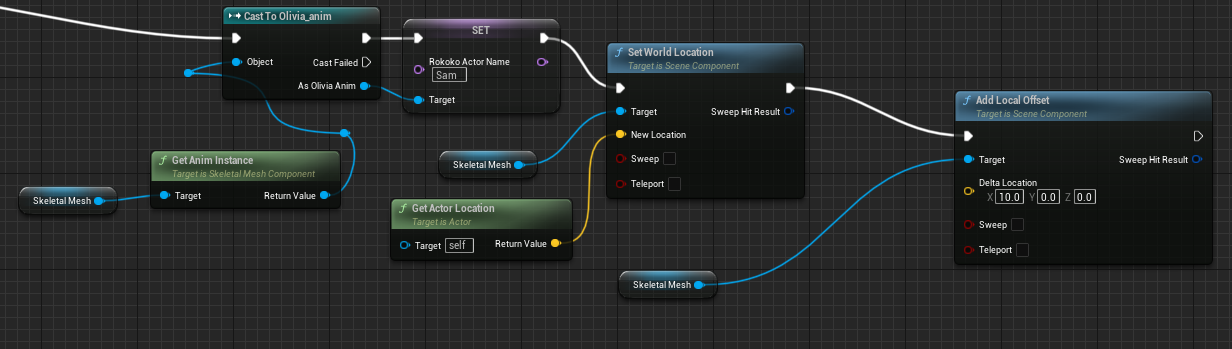 Cast To Olivia_anim
Object
Cast Failed
As Olivia Anim
SET
Rokoko Actor Name
Sam
Target
f Set World Location
Target is Scene Component
Target
Sweep Hit Result
New Location
Sweep
Teleport
f Add Local Offset
Target is Scene Component
Target
Sweep Hit Result
Delta Location
X 10.0 Y 0.0 Z 0.0
Sweep
Teleport
f Get Anim Instance
Target is Skeletal Mesh Component
Target
Return Value
Skeletal Mesh
Skeletal Mesh
f Get Actor Location
Target is Actor
Target self
Return Value
Skeletal Mesh